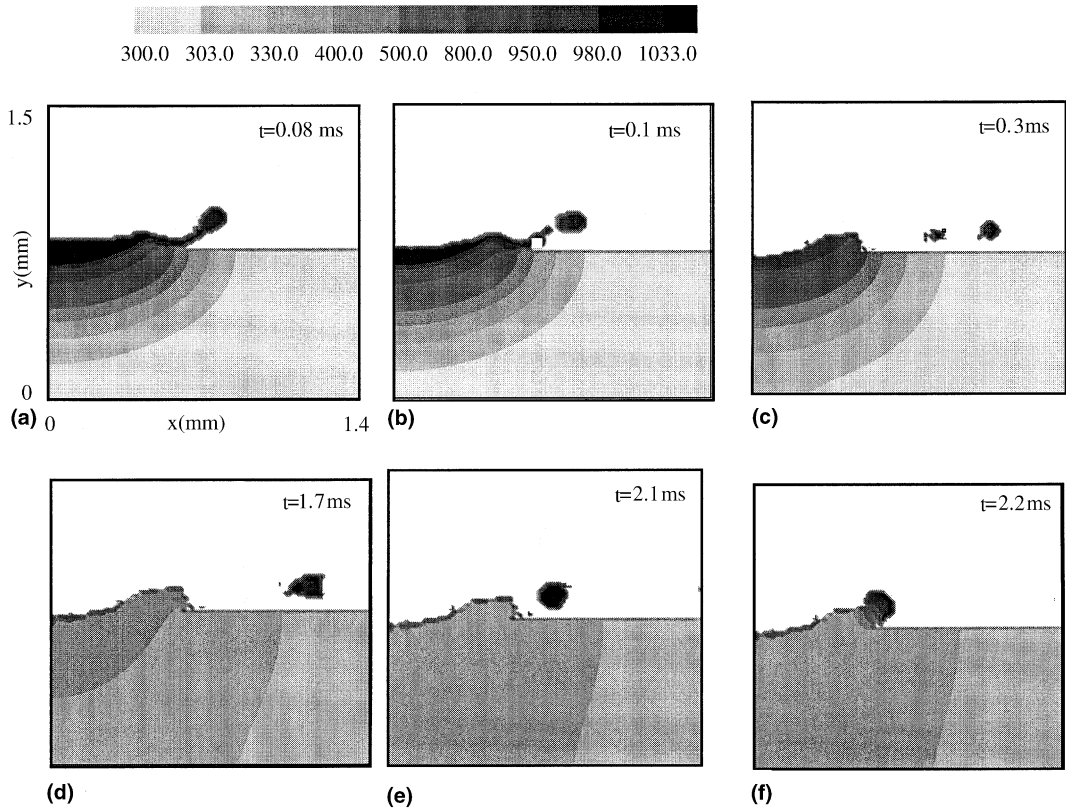 300.0 303.0 330.0 400.0 500.0 800.0 950.0 980.0 1033.0
1.5
t=0.08 ms
t=0.1 ms
t=0.3ms
y(mm)
0
(a)
0
x(mm)
1.4
(b)
(c)
t=1.7ms
t=2.1ms
t=2.2ms
(d)
(e)
(f)